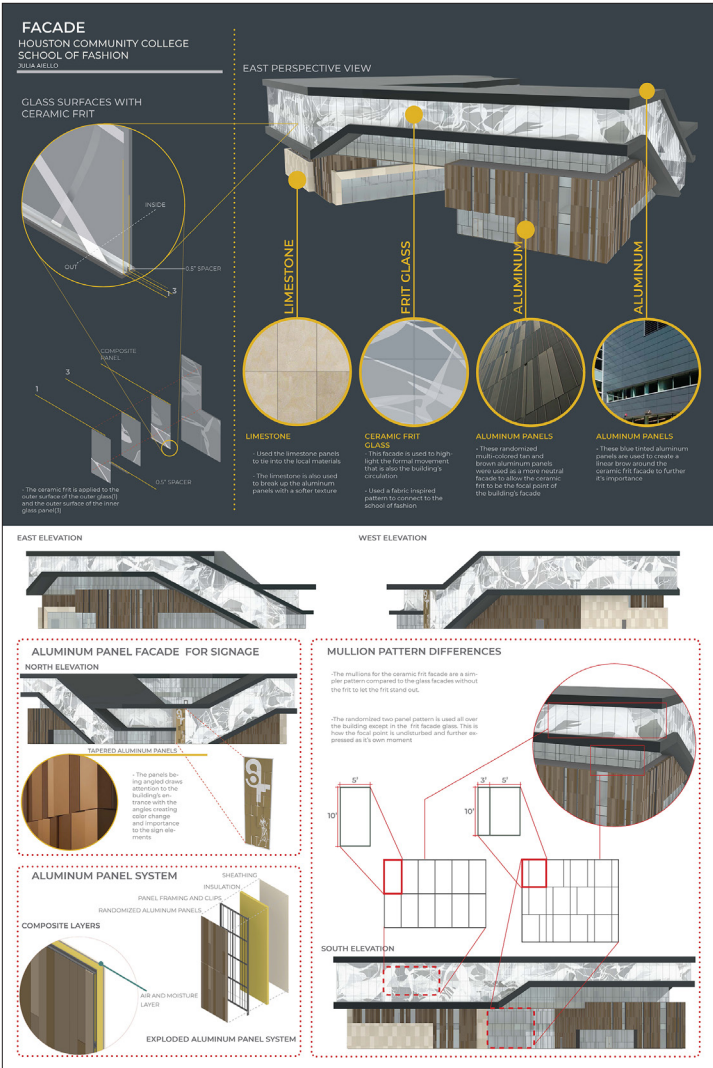 FACADE
HOUSTON COMMUNITY COLLEGE
SCHOOL OF FASHION
JULIA AIELLO
GLASS SURFACES WITH
CERAMIC FRIT
INSIDE
OUT
0.5" SPACER
3
1
COMPOSITE
PANEL
3
1
0.5" SPACER
- The ceramic frit is applied to the
outer surface of the outer glass(1)
and the outer surface of the inner
glass panel(3)
EAST PERSPECTIVE VIEW
LIMESTONE
FRIT GLASS
ALUMINUM
ALUMINUM
LIMESTONE
- Used the limestone panels
to tie into the local materials
- The limestone is also used
to break up the aluminum
panels with a softer texture
CERAMIC FRIT
GLASS
- This facade is used to high-
light the formal movement
that is also the building's
circulation
- Used a fabric inspired
pattern to connect to the
school of fashion
ALUMINUM PANELS
- These randomized
multi-colored tan and
brown aluminum panels
were used as a more neutral
facade to allow the ceramic
frit to be the focal point of
the building's facade
ALUMINUM PANELS
- These blue tinted aluminum
panels are used to create a
linear brow around the
ceramic frit facade to further
it's importance
EAST ELEVATION
WEST ELEVATION
ALUMINUM PANEL FACADE FOR SIGNAGE
NORTH ELEVATION
TAPERED ALUMINUM PANELS
- The panels be-
ing angled draws
attention to the
building's en-
trance with the
angles creating
color change
and importance
to the sign ele-
ments
ALUMINUM PANEL SYSTEM
SHEATHING
INSULATION
PANEL FRAMING AND CLIPS
RANDOMIZED ALUMINUM PANELS
COMPOSITE LAYERS
AIR AND MOISTURE
LAYER
EXPLODED ALUMINUM PANEL SYSTEM
MULLION PATTERN DIFFERENCES
-The mullions for the ceramic frit facade are a sim-
pler pattern compared to the glass facades without
the frit to let the frit stand out.
-The randomized two panel pattern is used all over
the building except in the frit facade glass. This is
how the focal point is undisturbed and further ex-
pressed as it's own moment
5'
10'
3' 5'
10'
SOUTH ELEVATION